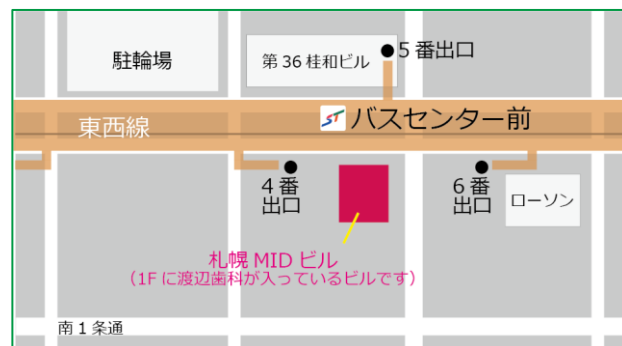 駐輪場
第36桂和ビル
5番出口
東西線
ST バスセンター前
4番
出口
6番
出口
ローソン
札幌 MID ビル
（1F に渡辺歯科が入っているビルです）
南1条通